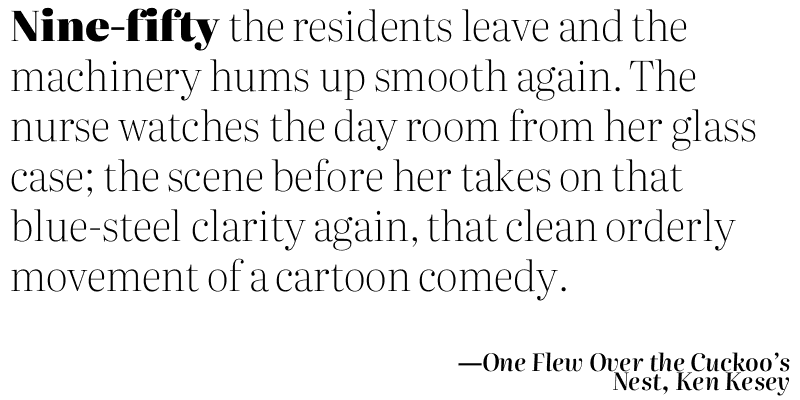 Nine-fifty the residents leave and the
machinery hums up smooth again. The
nurse watches the day room from her glass
case; the scene before her takes on that
blue-steel clarity again, that clean orderly
movement of a cartoon comedy.
—One Flew Over the Cuckoo’s
Nest, Ken Kesey